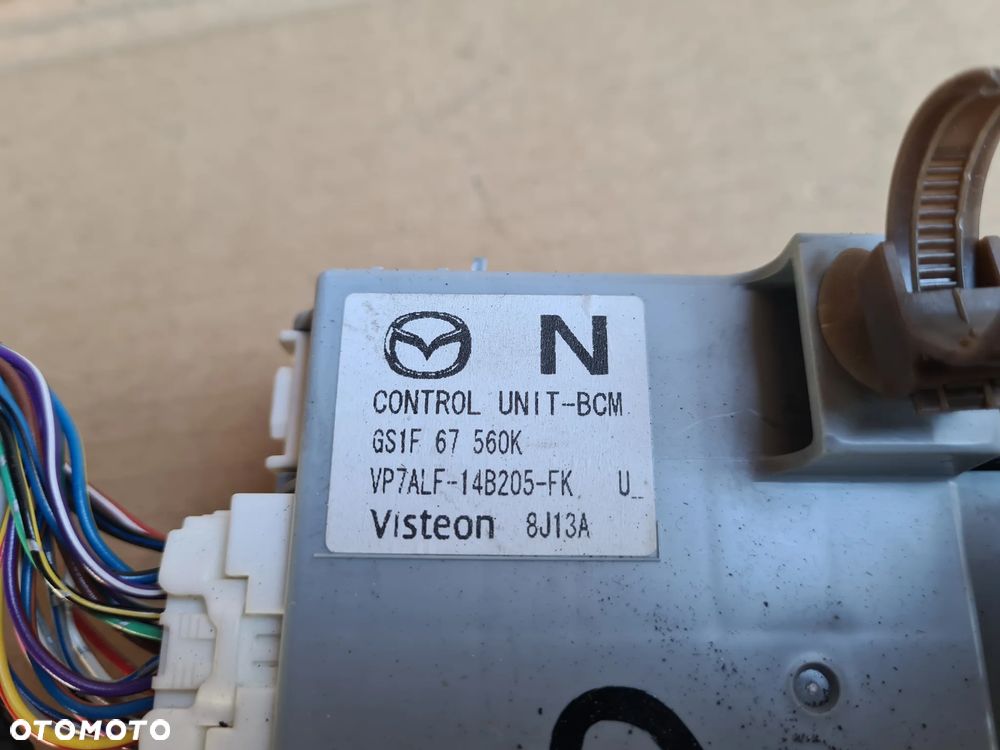 N
CONTROL UNIT-BCM
GS1F 67 560K
VP7ALF-14B205-FK U_
Visteon 8J13A
OTOMOTO